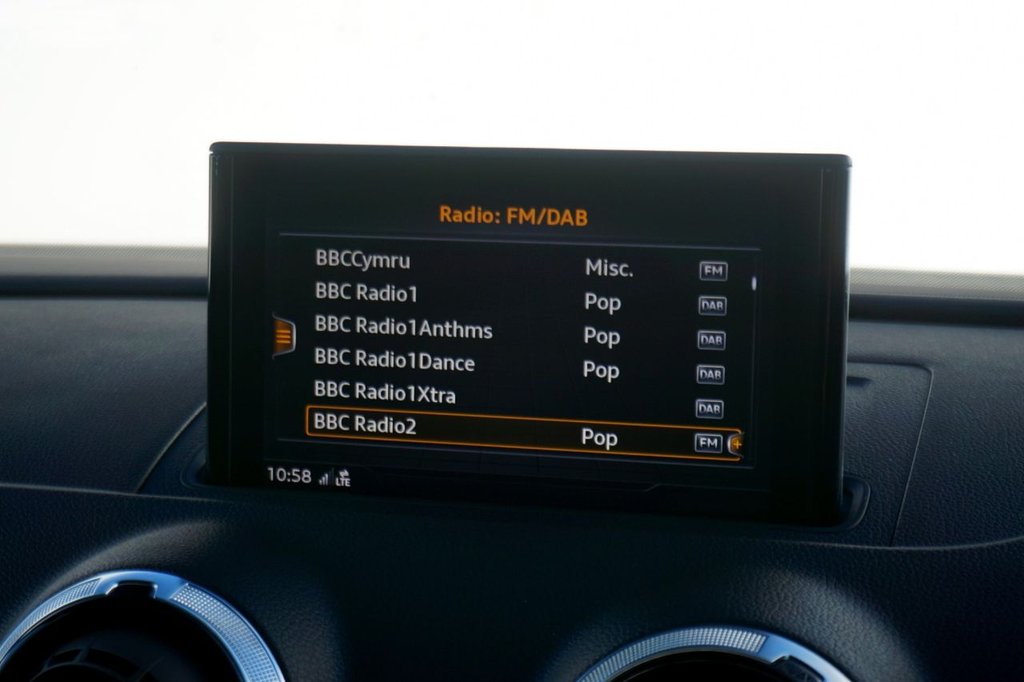 Radio: FM/DAB
BBCCymru Misc. FM
BBC Radio1 Pop DAB
BBC Radio1Anthms Pop DAB
BBC Radio1Dance Pop DAB
BBC Radio1Xtra DAB
BBC Radio2 Pop FM
10:58 LTE